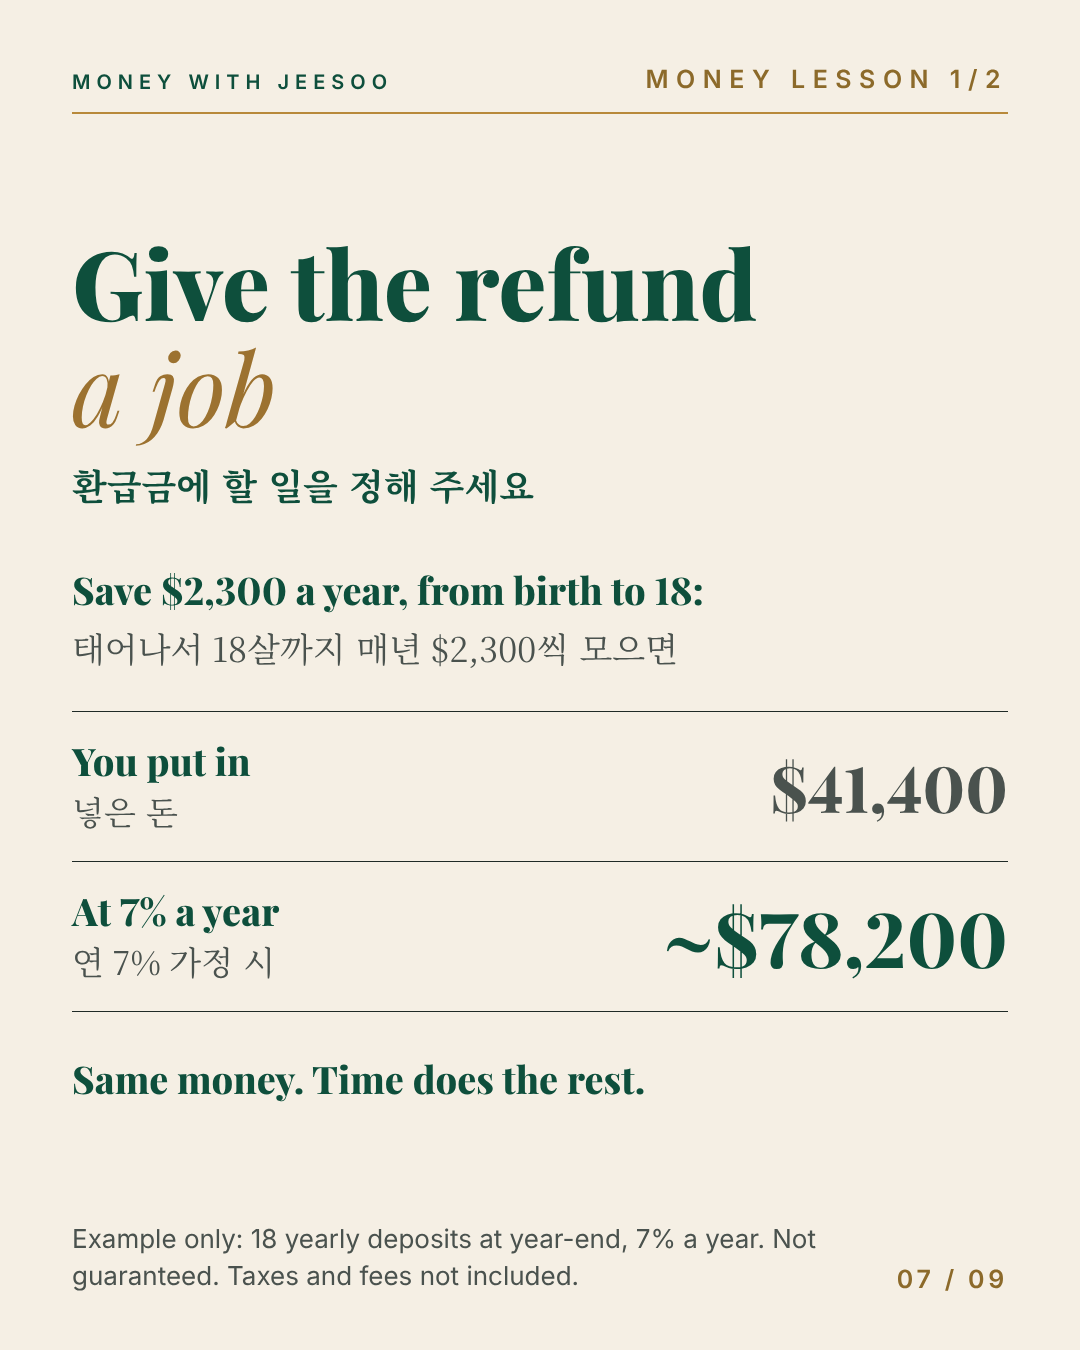 MONEY WITH JEESOO
MONEY LESSON 1/2
Give the refund
a job
환급금에 할 일을 정해 주세요
Save $2,300 a year, from birth to 18:
태어나서 18살까지 매년 $2,300씩 모으면
You put in
넣은 돈
$41,400
At 7% a year
연 7% 가정 시
~$78,200
Same money. Time does the rest.
Example only: 18 yearly deposits at year-end, 7% a year. Not
guaranteed. Taxes and fees not included.
07 / 09